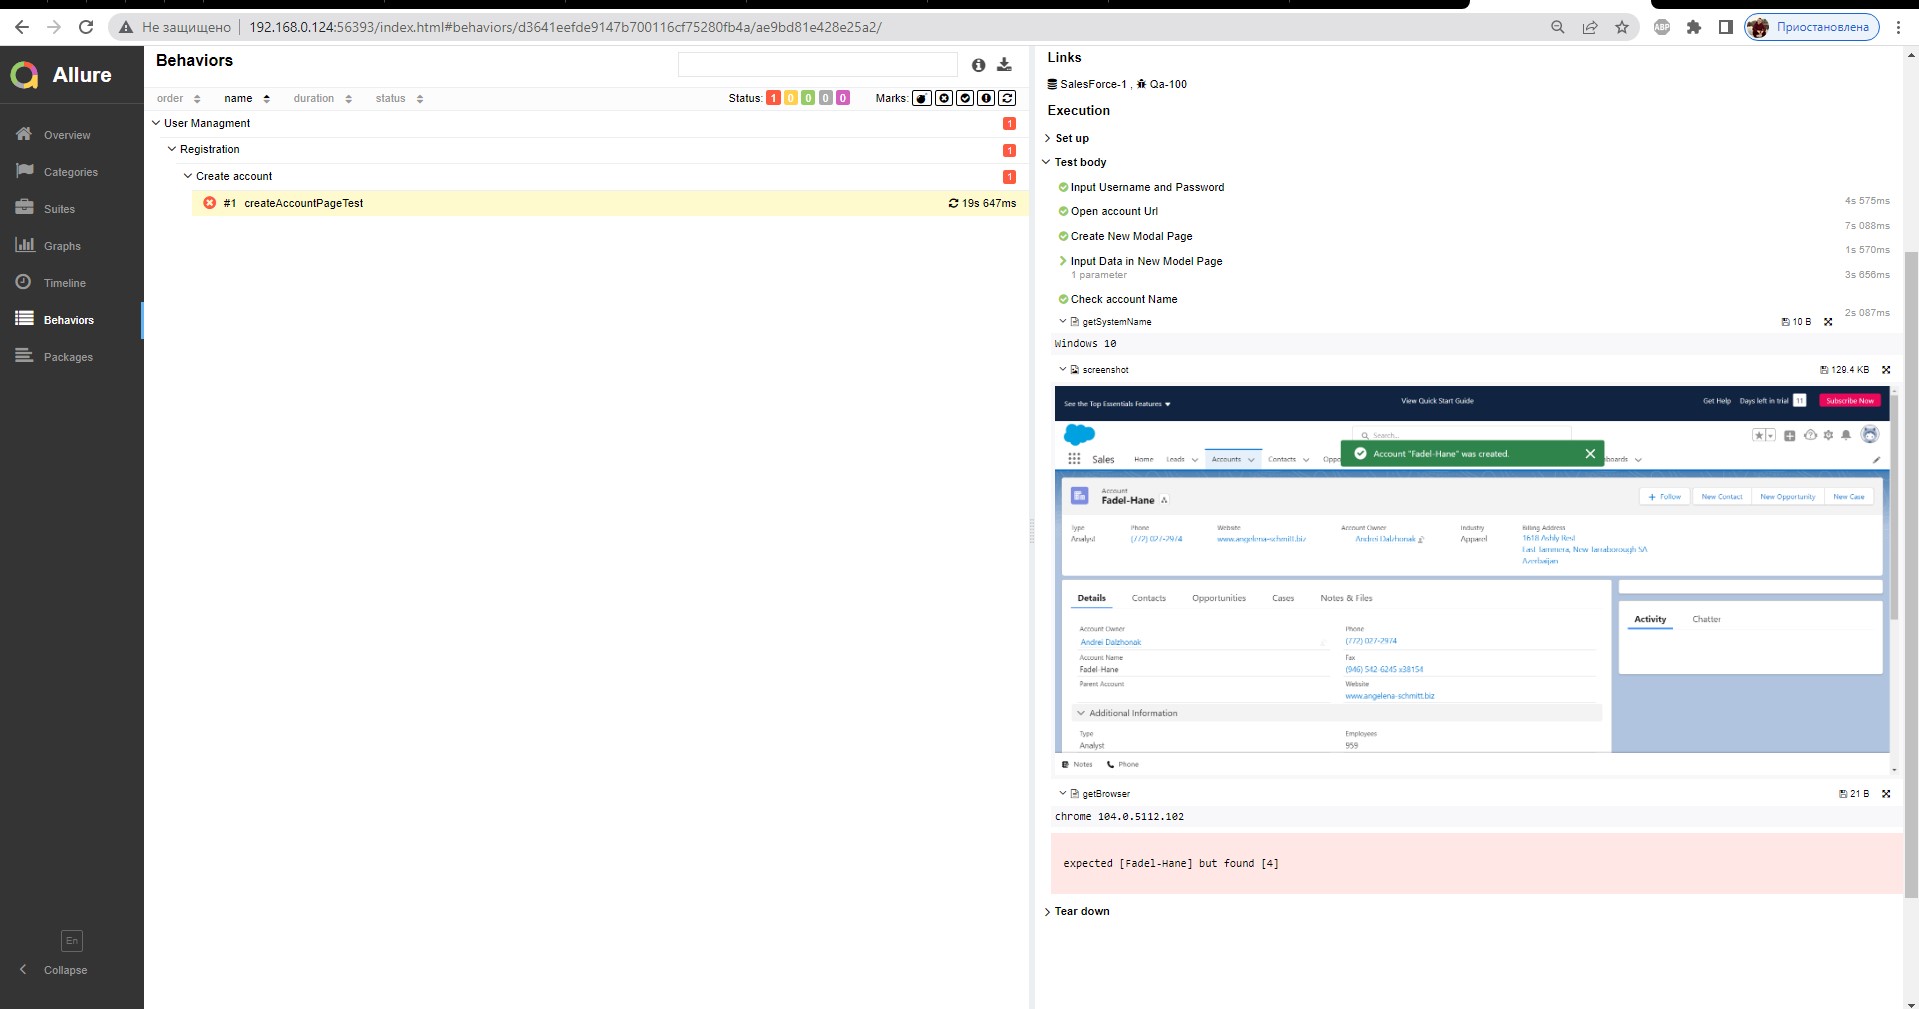 Не защищено
192.168.0.124:56393/index.html#behaviors/d3641eefde9147b700116cf75280fb4a/ae9bd81e428e25a2/
ABP
Приостановлена
Allure
Overview
Categories
Suites
Graphs
Timeline
Behaviors
Packages
En
Collapse
Behaviors
order name duration status
Status: 1 0 0 0 0 Marks:
User Managment 1
Registration 1
Create account 1
#1 createAccountPageTest 19s 647ms
Links
SalesForce-1 , Qa-100
Execution
Set up
Test body
Input Username and Password 4s 575ms
Open account Url 7s 088ms
Create New Modal Page 1s 570ms
Input Data in New Model Page
1 parameter 3s 656ms
Check account Name 2s 087ms
getSystemName 10 B
Windows 10
screenshot 129.4 KB
See the Top Essentials Features View Quick Start Guide Get Help Days left in trial 11 Subscribe Now
Search...
Sales Home Leads Accounts Contacts Oppo boards
Account "Fadel-Hane" was created.
Account
Fadel-Hane
Follow New Contact New Opportunity New Case
Type Phone Website Account Owner Industry Billing Address
Analyst (772) 027-2974 www.angelena-schmitt.biz Andrei Dalzhonak Apparel 1618 Ashly Rest
East Tammera, New Tarraborough SA
Azerbaijan
Details Contacts Opportunities Cases Notes & Files
Activity Chatter
Account Owner Phone
Andrei Dalzhonak (772) 027-2974
Account Name Fax
Fadel-Hane (946) 542-6245 x38154
Parent Account Website
www.angelena-schmitt.biz
Additional Information
Type Employees
Analyst 959
Notes Phone
getBrowser 21 B
chrome 104.0.5112.102
expected [Fadel-Hane] but found [4]
Tear down